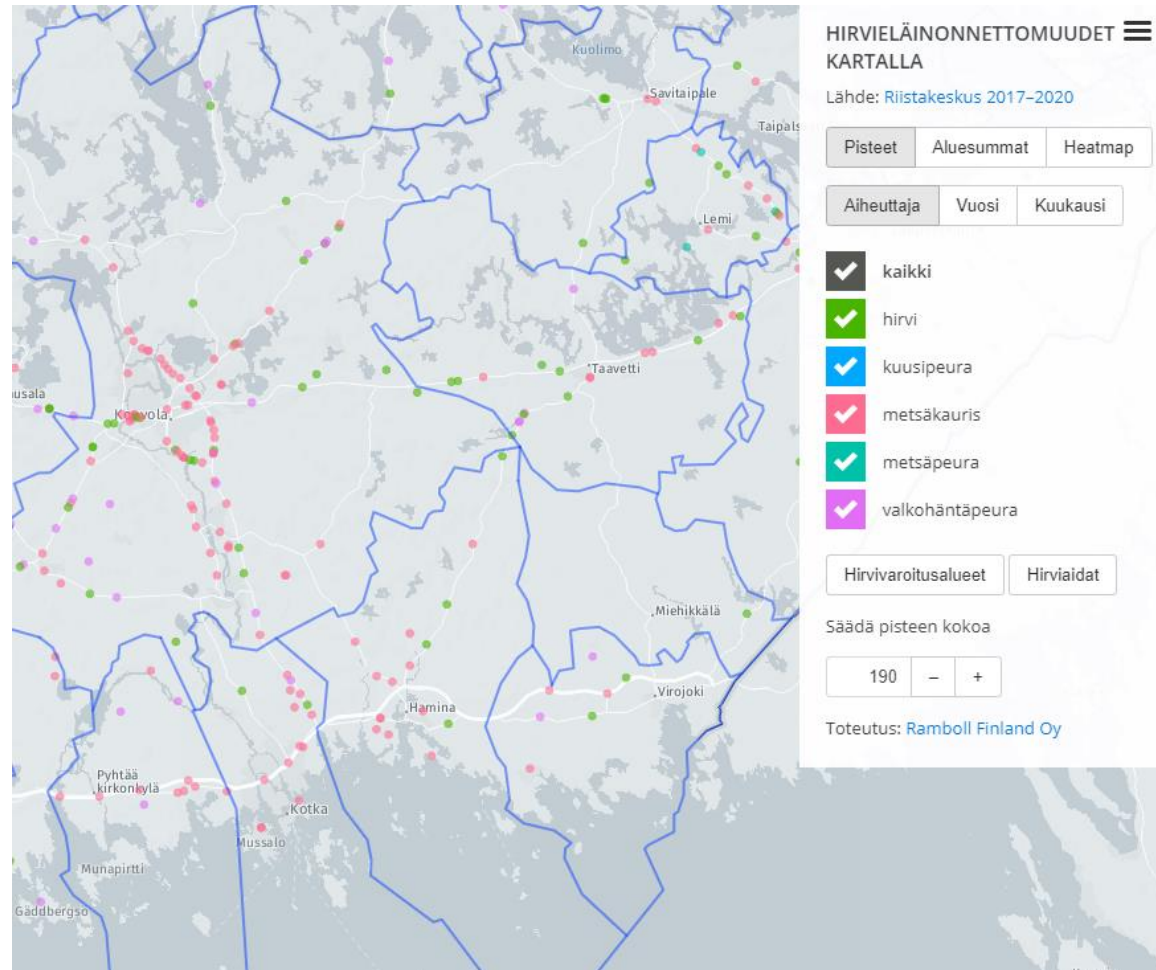 Kuolimo
Savitaipale
Taipals
Lemi
Taavetti
usala
Kouvola
Miehikkälä
Virojoki
Hamina
Pyhtää
kirkonkylä
Kotka
Mussalo
Munapirtti
Gäddbergsö
HIRVIELÄINONNETTOMUUDET
KARTALLA
Lähde: Riistakeskus 2017–2020
Pisteet Aluesummat Heatmap
Aiheuttaja Vuosi Kuukausi
kaikki
hirvi
kuusipeura
metsäkauris
metsäpeura
valkohäntäpeura
Hirvivaroitusalueet Hirviaidat
Säädä pisteen kokoa
190 – +
Toteutus: Ramboll Finland Oy